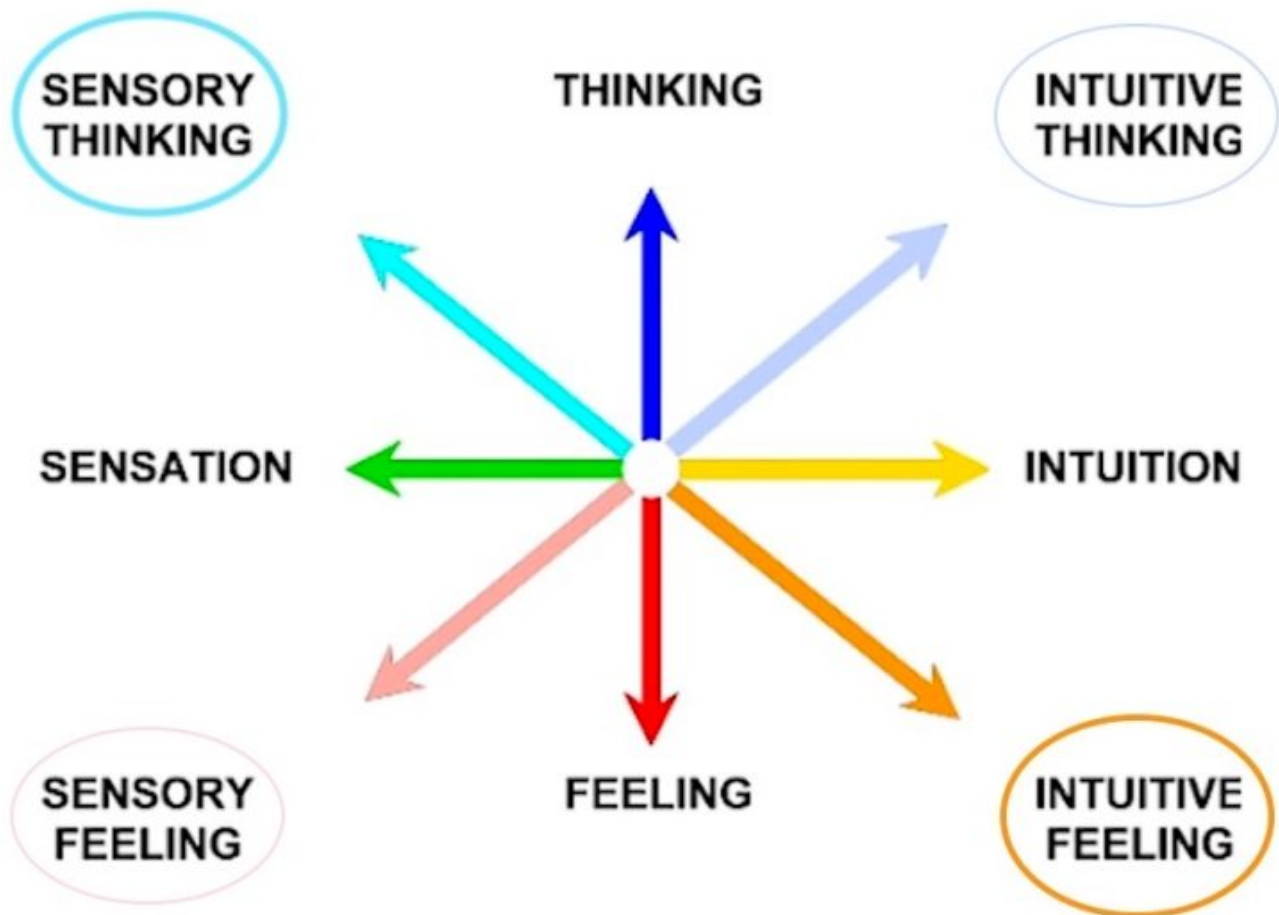 SENSORY
THINKING
THINKING
INTUITIVE
THINKING
SENSATION
INTUITION
SENSORY
FEELING
FEELING
INTUITIVE
FEELING